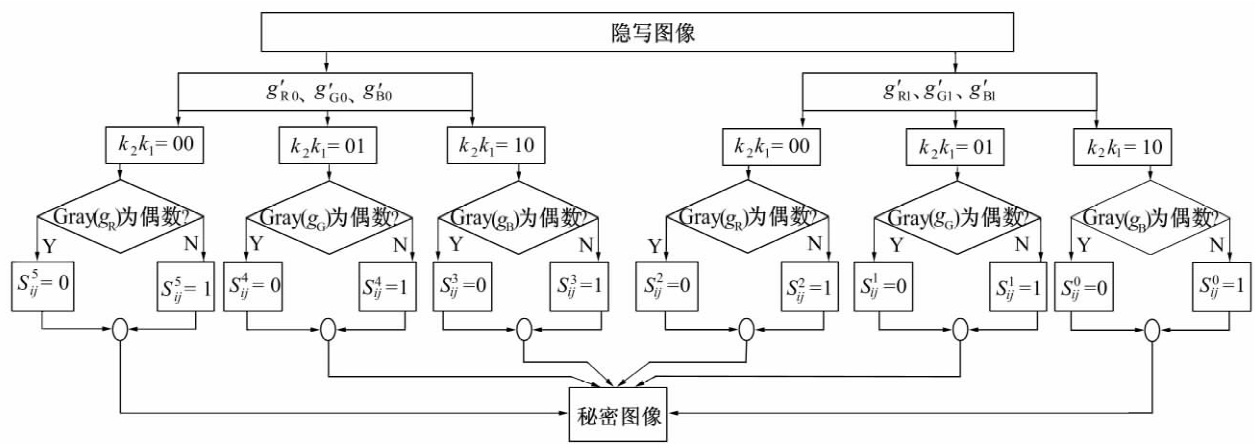 隐写图像
g′R0、g′G0、g′B0
g′R1、g′G1、g′B1
k2k1=00
k2k1=01
k2k1=10
k2k1=00
k2k1=01
k2k1=10
Gray(gR)为偶数?
Gray(gG)为偶数?
Gray(gB)为偶数?
Gray(gR)为偶数?
Gray(gG)为偶数?
Gray(gB)为偶数?
Y
N
Y
N
Y
N
Y
N
Y
N
Y
N
S⁵ij=0
S⁵ij=1
S⁴ij=0
S⁴ij=1
S³ij=0
S³ij=1
S²ij=0
S²ij=1
S¹ij=0
S¹ij=1
S⁰ij=0
S⁰ij=1
秘密图像